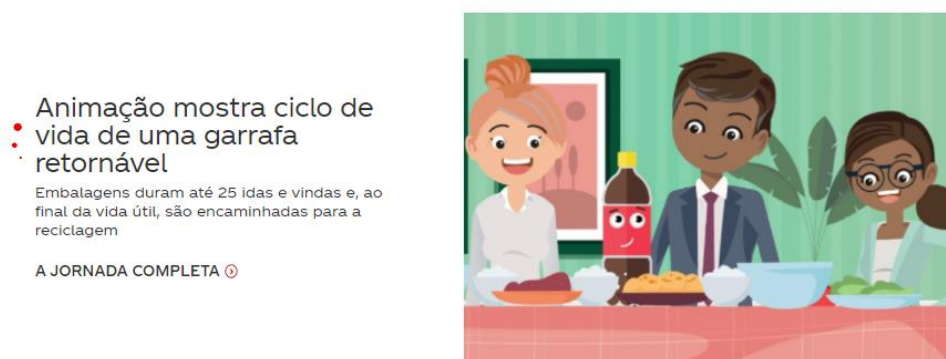 Animação mostra ciclo de
vida de uma garrafa
retornável
Embalagens duram até 25 idas e vindas e, ao
final da vida útil, são encaminhadas para a
reciclagem
A JORNADA COMPLETA